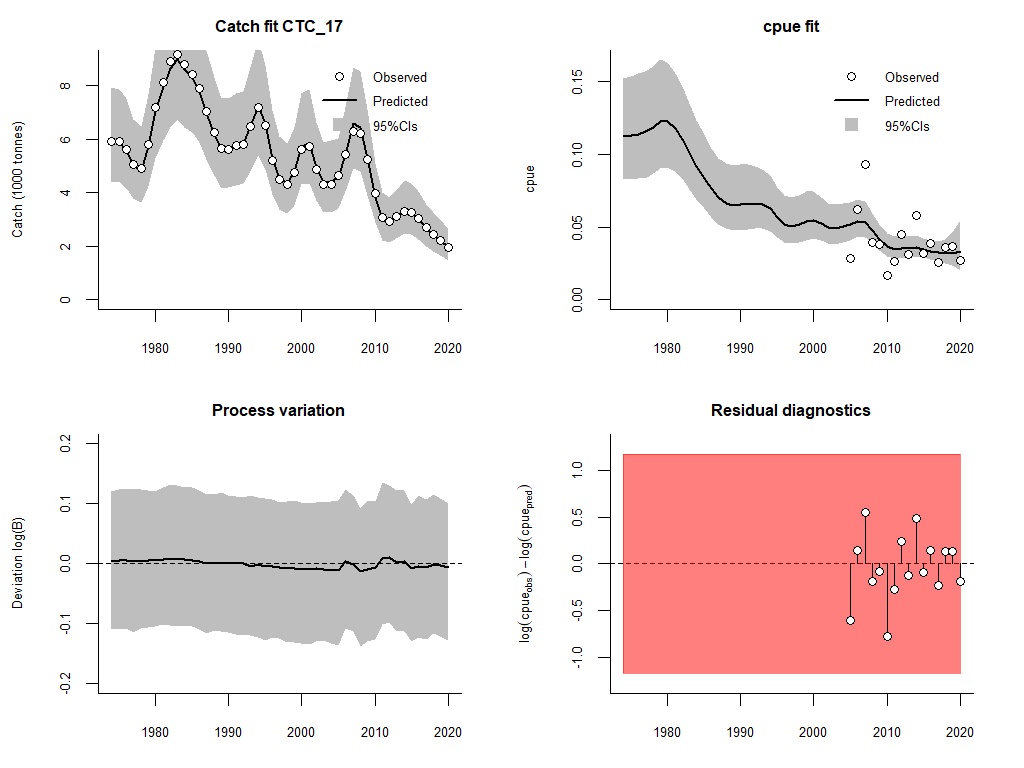 Catch fit CTC_17
Catch (1000 tonnes)
8
6
4
2
0
Observed
Predicted
95%CIs
1980 1990 2000 2010 2020
cpue fit
cpue
0.15
0.10
0.05
0.00
Observed
Predicted
95%CIs
1980 1990 2000 2010 2020
Process variation
Deviation log(B)
0.2
0.1
0.0
-0.1
-0.2
1980 1990 2000 2010 2020
Residual diagnostics
log(cpue_obs) − log(cpue_pred)
1.0
0.5
0.0
-0.5
-1.0
1980 1990 2000 2010 2020